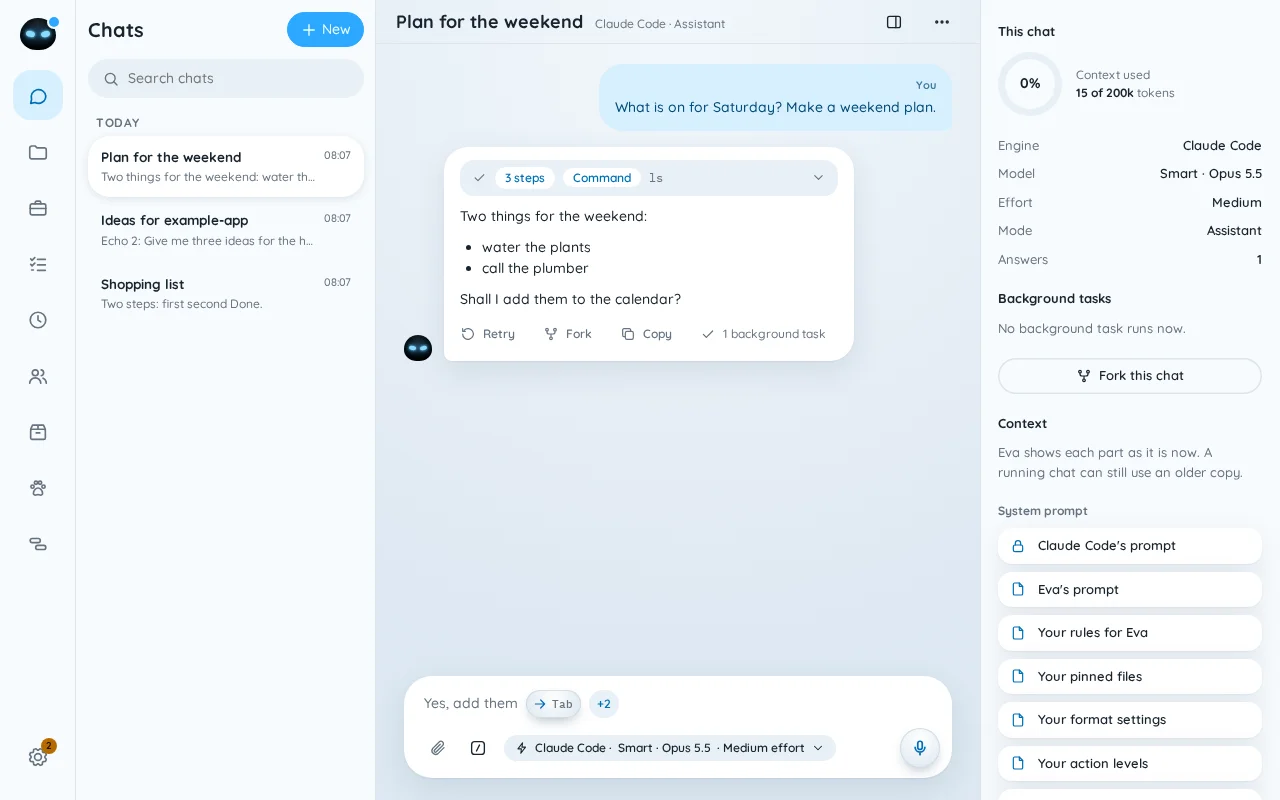 Chats
New
Search chats
TODAY
Plan for the weekend 08:07
Two things for the weekend: water th...
Ideas for example-app 08:07
Echo 2: Give me three ideas for the h...
Shopping list 08:07
Two steps: first second Done.
2
Plan for the weekend Claude Code · Assistant
You
What is on for Saturday? Make a weekend plan.
3 steps Command 1s
Two things for the weekend:
• water the plants
• call the plumber
Shall I add them to the calendar?
Retry Fork Copy 1 background task
Yes, add them Tab +2
Claude Code · Smart · Opus 5.5 · Medium effort
This chat
0%
Context used
15 of 200k tokens
Engine Claude Code
Model Smart · Opus 5.5
Effort Medium
Mode Assistant
Answers 1
Background tasks
No background task runs now.
Fork this chat
Context
Eva shows each part as it is now. A
running chat can still use an older copy.
System prompt
Claude Code's prompt
Eva's prompt
Your rules for Eva
Your pinned files
Your format settings
Your action levels